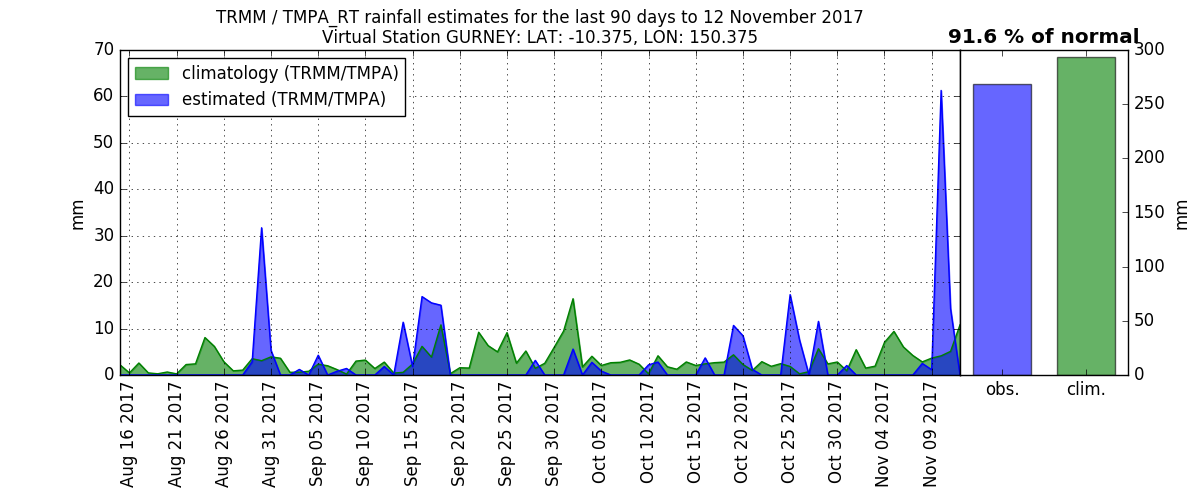 TRMM / TMPA_RT rainfall estimates for the last 90 days to 12 November 2017
Virtual Station GURNEY: LAT: -10.375, LON: 150.375
91.6 % of normal
climatology (TRMM/TMPA)
estimated (TRMM/TMPA)
70
60
50
40
30
20
10
0
mm
Aug 16 2017
Aug 21 2017
Aug 26 2017
Aug 31 2017
Sep 05 2017
Sep 10 2017
Sep 15 2017
Sep 20 2017
Sep 25 2017
Sep 30 2017
Oct 05 2017
Oct 10 2017
Oct 15 2017
Oct 20 2017
Oct 25 2017
Oct 30 2017
Nov 04 2017
Nov 09 2017
obs.
clim.
300
250
200
150
100
50
0
mm